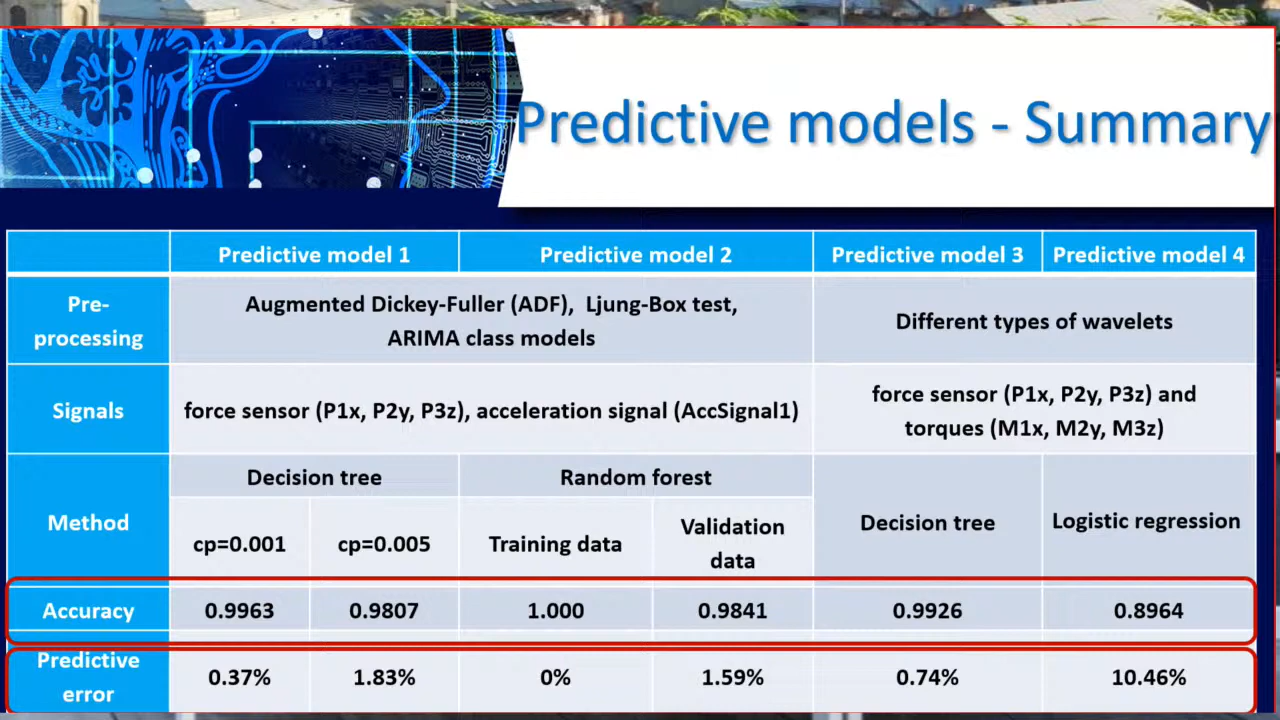 Predictive models - Summary
Predictive model 1
Predictive model 2
Predictive model 3
Predictive model 4
Pre-
processing
Augmented Dickey-Fuller (ADF), Ljung-Box test,
ARIMA class models
Different types of wavelets
Signals
force sensor (P1x, P2y, P3z), acceleration signal (AccSignal1)
force sensor (P1x, P2y, P3z) and
torques (M1x, M2y, M3z)
Method
Decision tree
Random forest
cp=0.001
cp=0.005
Training data
Validation
data
Decision tree
Logistic regression
Accuracy
0.9963
0.9807
1.000
0.9841
0.9926
0.8964
Predictive
error
0.37%
1.83%
0%
1.59%
0.74%
10.46%